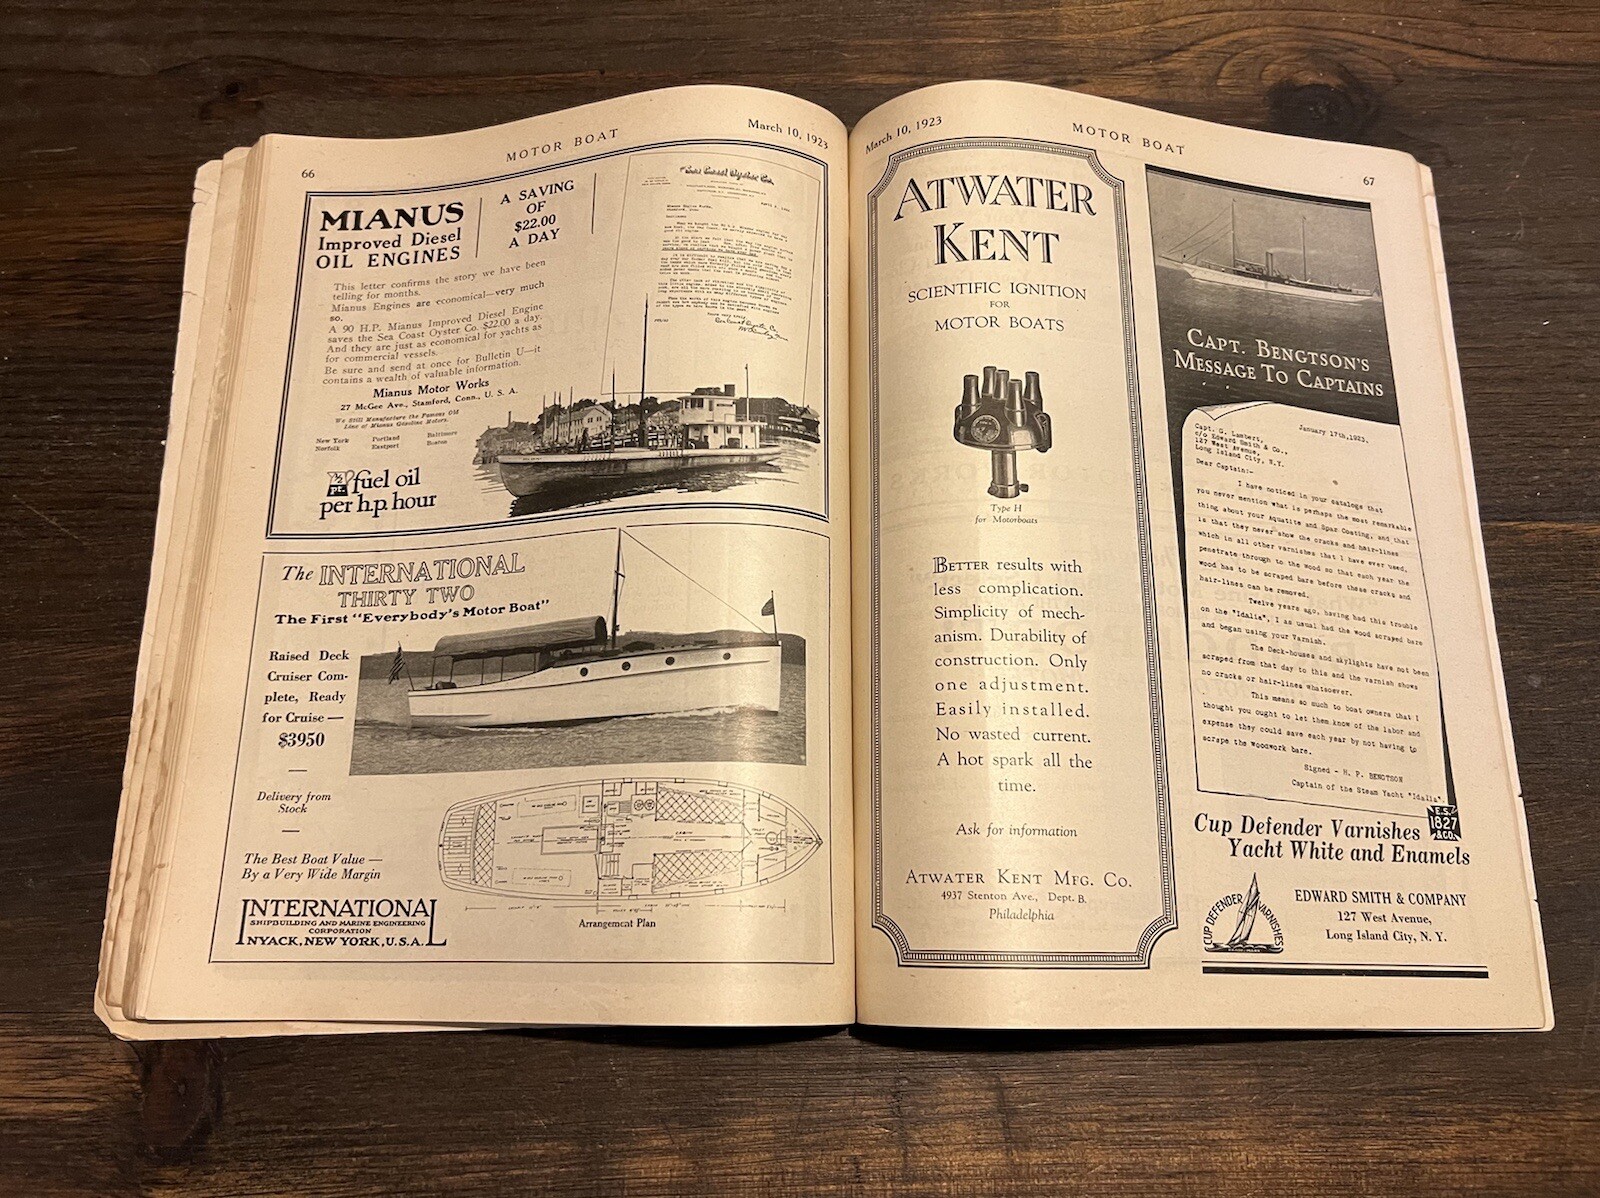 66
MOTOR BOAT
March 10, 1923
MIANUS
Improved Diesel
OIL ENGINES
A SAVING
OF
$22.00
A DAY
This letter confirms the story we have been
telling for months.
Mianus Engines are economical—very much
so.
A 90 H.P. Mianus Improved Diesel Engine
saves the Sea Coast Oyster Co. $22.00 a day.
And they are just as economical for yachts as
for commercial vessels.
Be sure and send at once for Bulletin U—it
contains a wealth of valuable information.
Mianus Motor Works
27 McGee Ave., Stamford, Conn., U. S. A.
We Still Manufacture the Famous Old
Line of Mianus Gasoline Motors.
New York Portland Baltimore
Norfolk Eastport Boston
½ pt. fuel oil
per h.p. hour
The INTERNATIONAL
THIRTY TWO
The First "Everybody's Motor Boat"
Raised Deck
Cruiser Com-
plete, Ready
for Cruise —
$3950
Delivery from
Stock
The Best Boat Value —
By a Very Wide Margin
INTERNATIONAL
SHIPBUILDING AND MARINE ENGINEERING
CORPORATION
NYACK, NEW YORK, U.S.A.
Arrangement Plan
March 10, 1923
MOTOR BOAT
67
ATWATER
KENT
SCIENTIFIC IGNITION
FOR
MOTOR BOATS
Type H
for Motorboats
BETTER results with
less complication.
Simplicity of mech-
anism. Durability of
construction. Only
one adjustment.
Easily installed.
No wasted current.
A hot spark all the
time.
Ask for information
ATWATER KENT MFG. CO.
4937 Stenton Ave., Dept. B.
Philadelphia
CAPT. BENGTSON'S
MESSAGE TO CAPTAINS
January 17th,1923.
Capt. G. Lambert,
c/o Edward Smith & Co.,
127 West Avenue,
Long Island City, N.Y.
Dear Captain:-
I have noticed in your catalogs that
you never mention what is perhaps the most remarkable
thing about your Aquatite and Spar Coating, and that
is that they never show the cracks and hair-lines
which in all other varnishes that I have ever used,
penetrate through to the wood so that each year the
wood has to be scraped bare before these cracks and
hair-lines can be removed.
Twelve years ago, having had this trouble
on the "Idalia", I as usual had the wood scraped bare
and began using your Varnish.
The Deck-houses and skylights have not been
scraped from that day to this and the varnish shows
no cracks or hair-lines whatsoever.
This means so much to boat owners that I
thought you ought to let them know of the labor and
expense they could save each year by not having to
scrape the woodwork bare.
Signed - H. P. BENGTSON
Captain of the Steam Yacht "Idalia".
E.S.
1827
& CO.
Cup Defender Varnishes
Yacht White and Enamels
CUP DEFENDER VARNISHES
EDWARD SMITH & COMPANY
127 West Avenue,
Long Island City, N. Y.